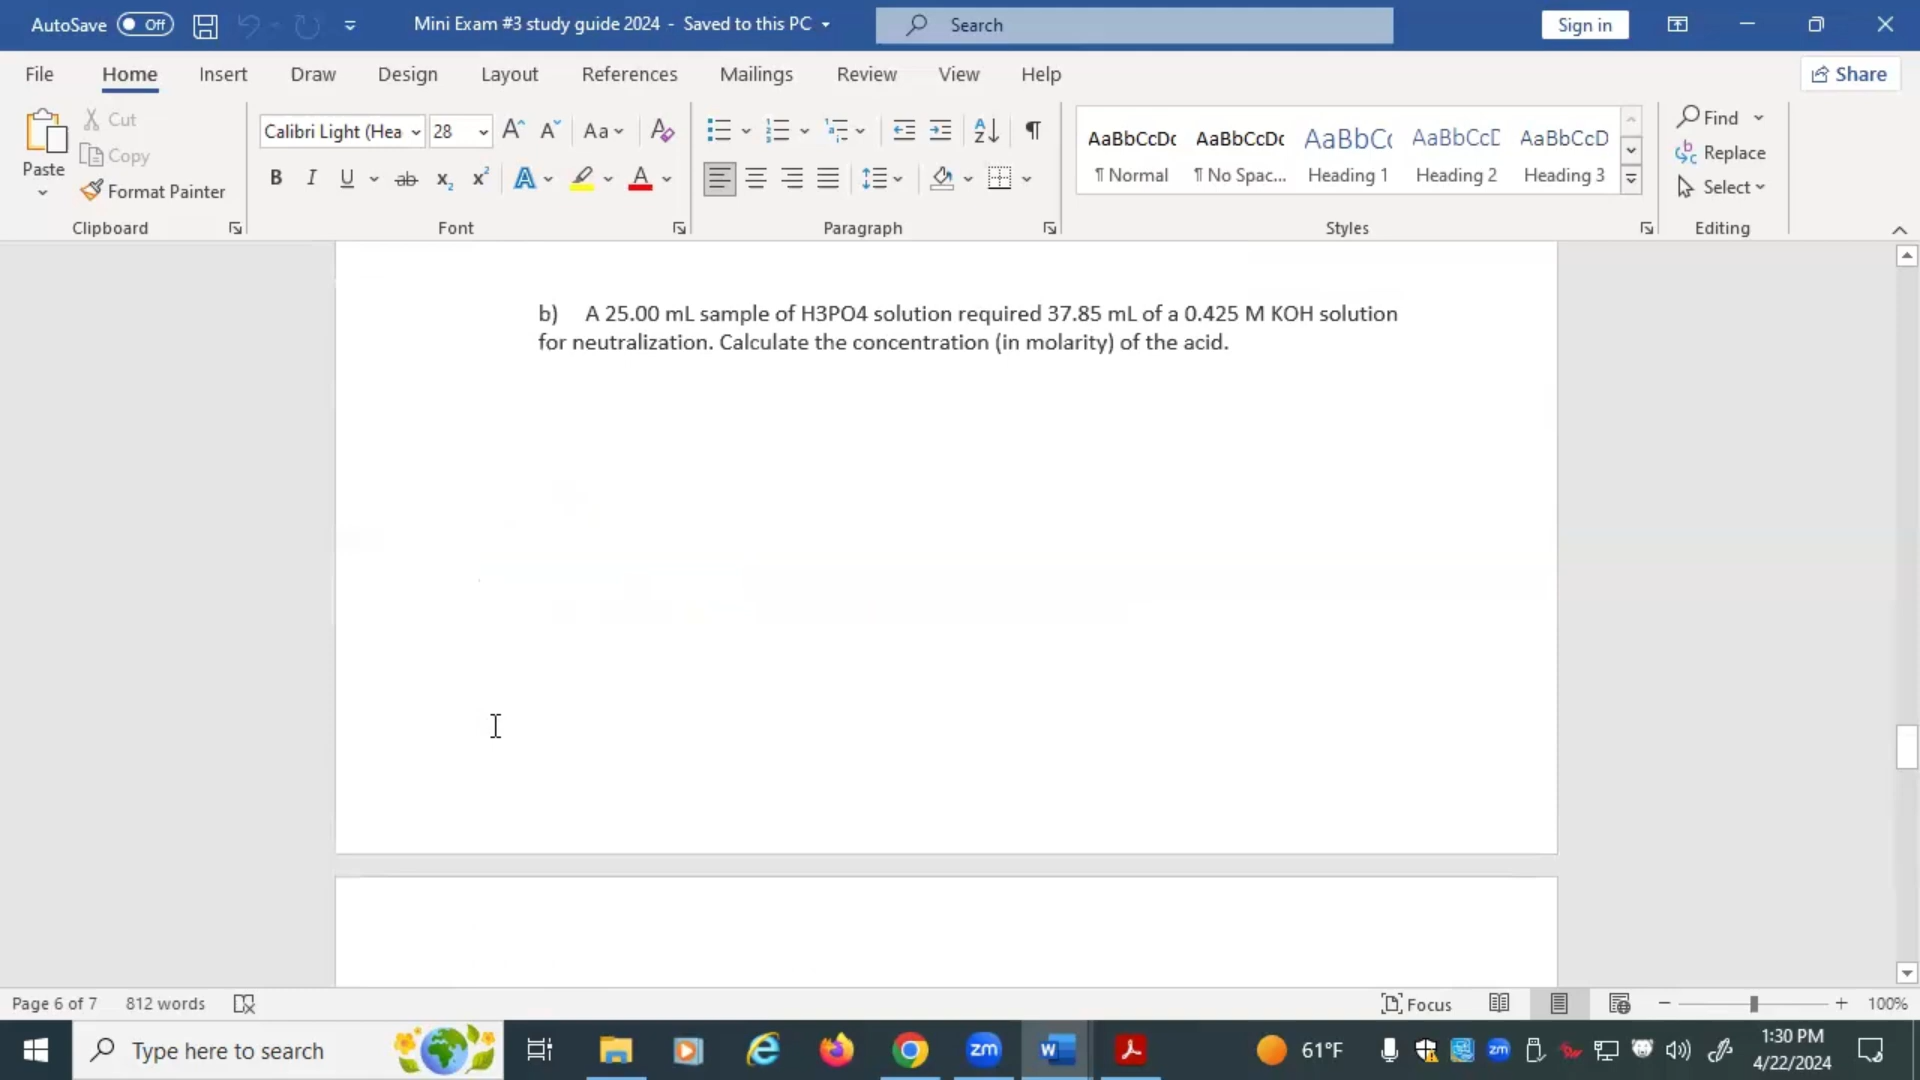 AutoSave Off Mini Exam #3 study guide 2024 - Saved to this PC Search Sign in
File Home Insert Draw Design Layout References Mailings Review View Help Share
Paste Cut Copy Format Painter
Calibri Light (Hea 28
AaBbCcDc AaBbCcDc AaBbCc AaBbCcD AaBbCcD
¶ Normal ¶ No Spac... Heading 1 Heading 2 Heading 3
Find
Replace
Select
Clipboard Font Paragraph Styles Editing
b) A 25.00 mL sample of H3PO4 solution required 37.85 mL of a 0.425 M KOH solution
for neutralization. Calculate the concentration (in molarity) of the acid.
Page 6 of 7 812 words Focus 100%
Type here to search zm 61°F 1:30 PM
4/22/2024